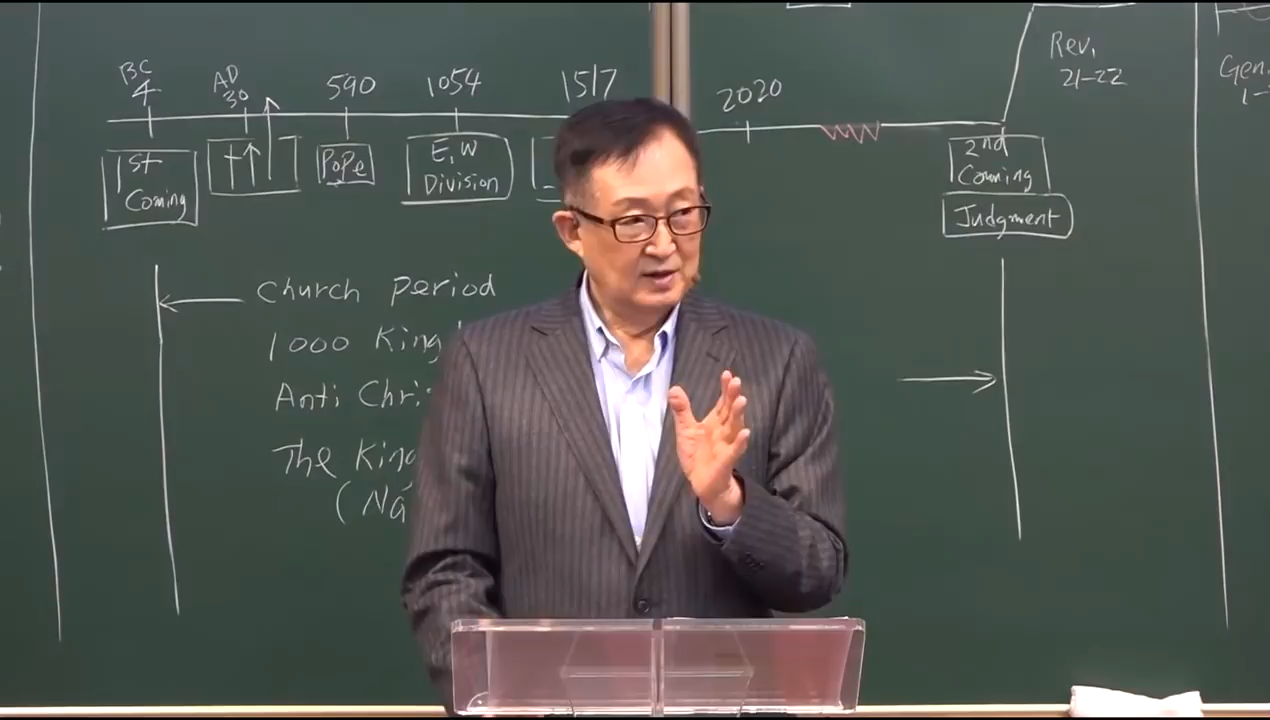 BC
4
AD
30
590
1054
1517
2020
Rev.
21-22
Gen.
1st
Coming
PoPe
E, W
Division
2nd
Coming
Judgment
Church period
1000 King
Anti Chri
The King
(Na